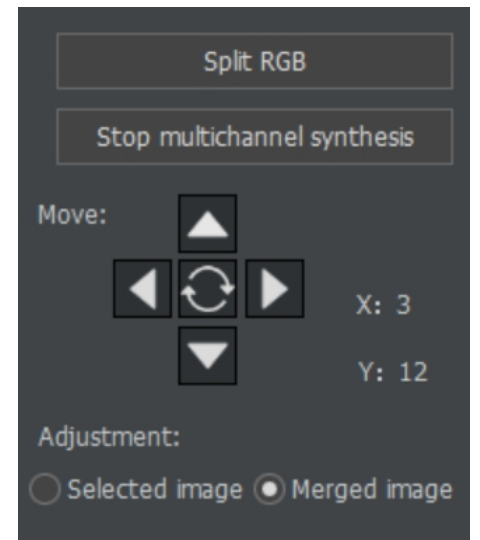 Split RGB
Stop multichannel synthesis
Move:
X: 3
Y: 12
Adjustment:
Selected image Merged image